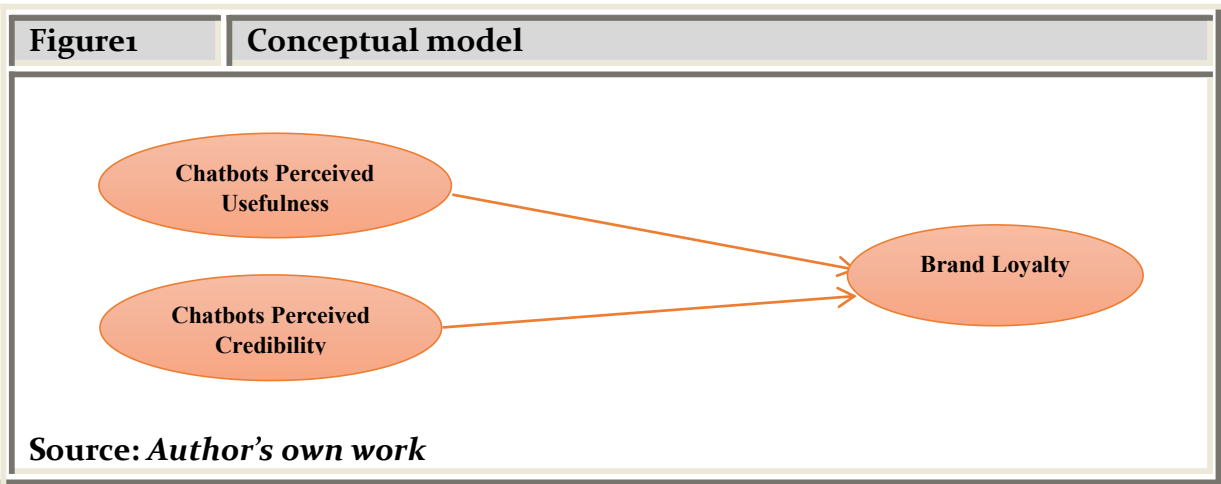 Figure1
Conceptual model
Chatbots Perceived
Usefulness
Brand Loyalty
Chatbots Perceived
Credibility
Source: Author's own work